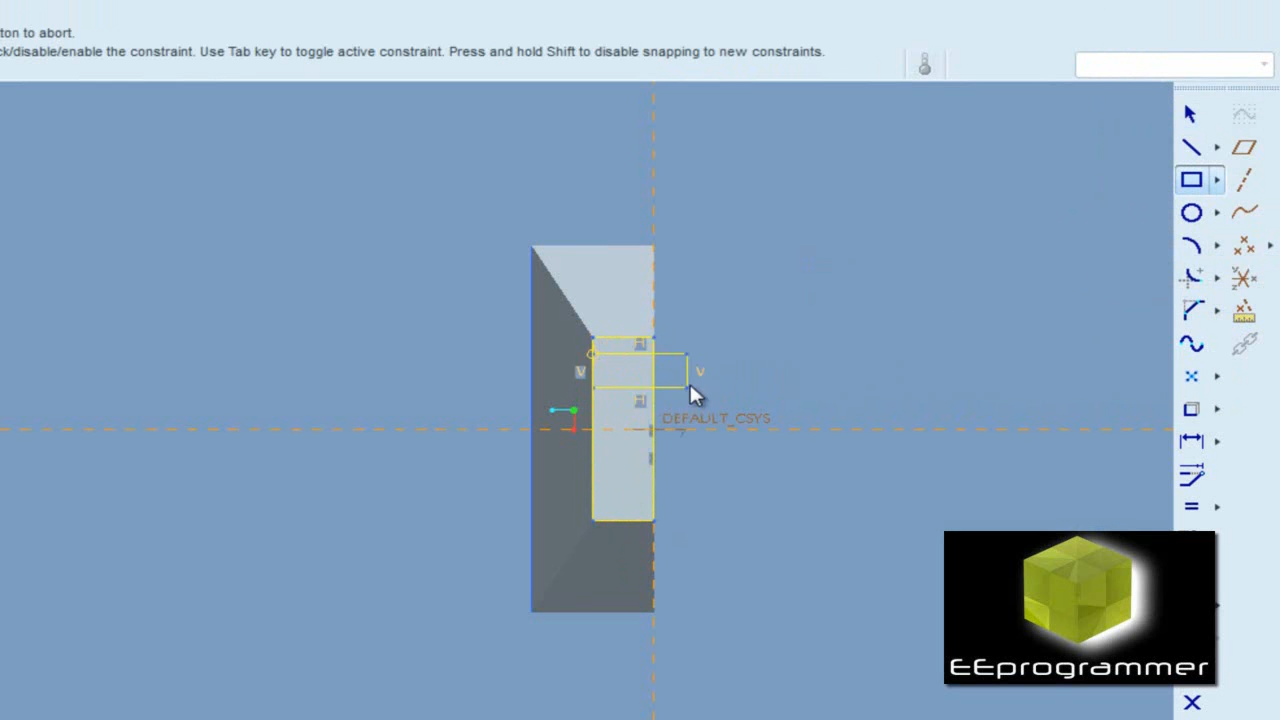 ton to abort.
ck/disable/enable the constraint. Use Tab key to toggle active constraint. Press and hold Shift to disable snapping to new constraints.
H
V
V
H
DEFAULT_CSYS
EEprogrammer